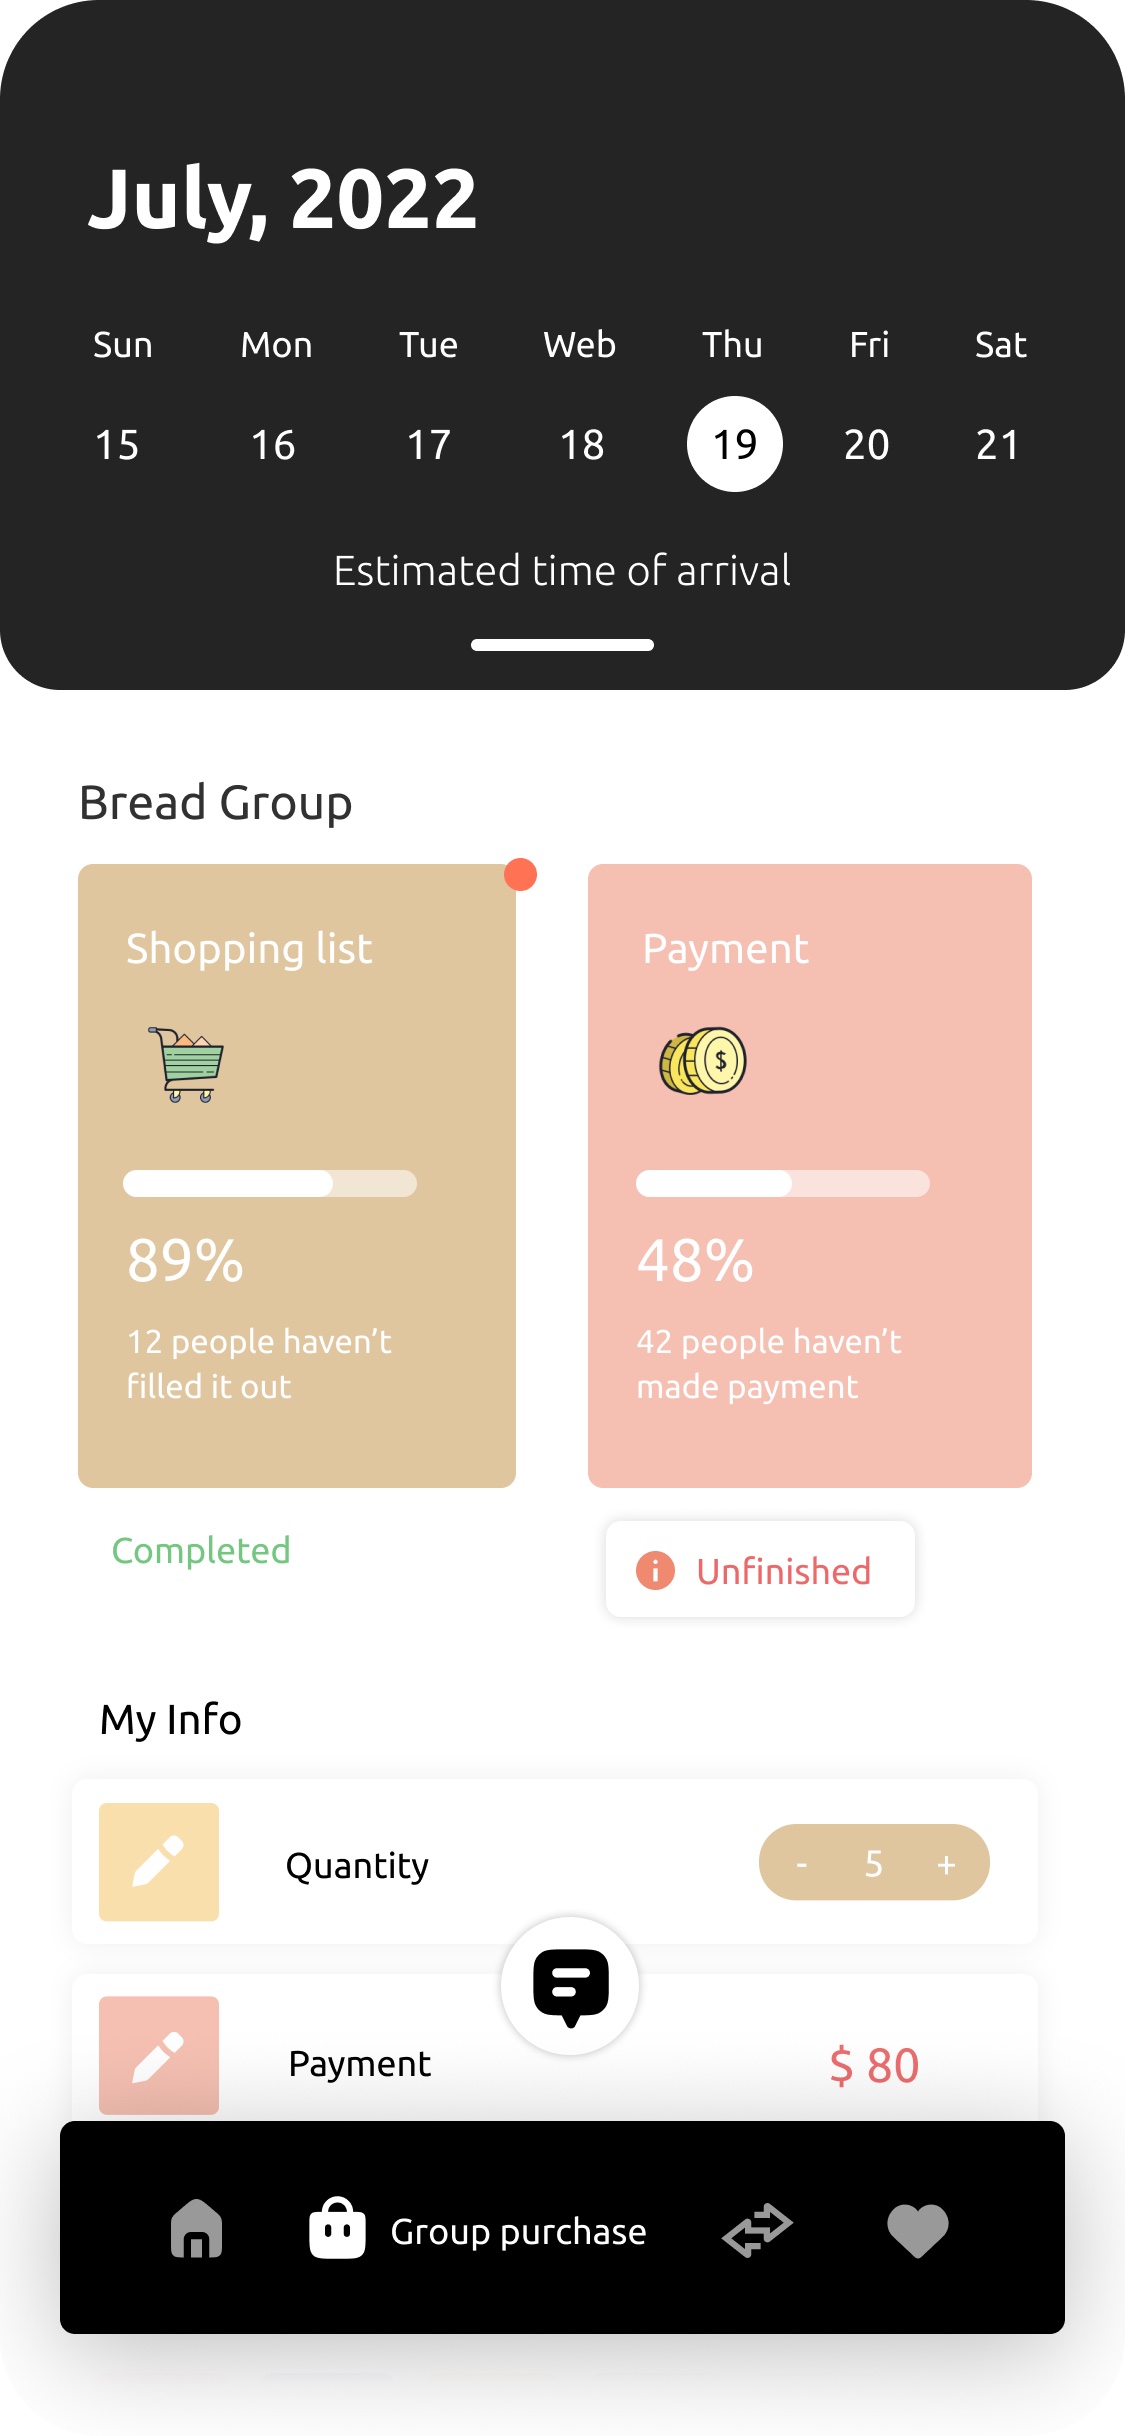 July, 2022
Sun Mon Tue Web Thu Fri Sat
15 16 17 18 19 20 21
Estimated time of arrival
Bread Group
Shopping list
$
89%
12 people haven’t
filled it out
Completed
Payment
48%
42 people haven’t
made payment
Unfinished
My Info
Quantity
- 5 +
Payment
$ 80
Group purchase